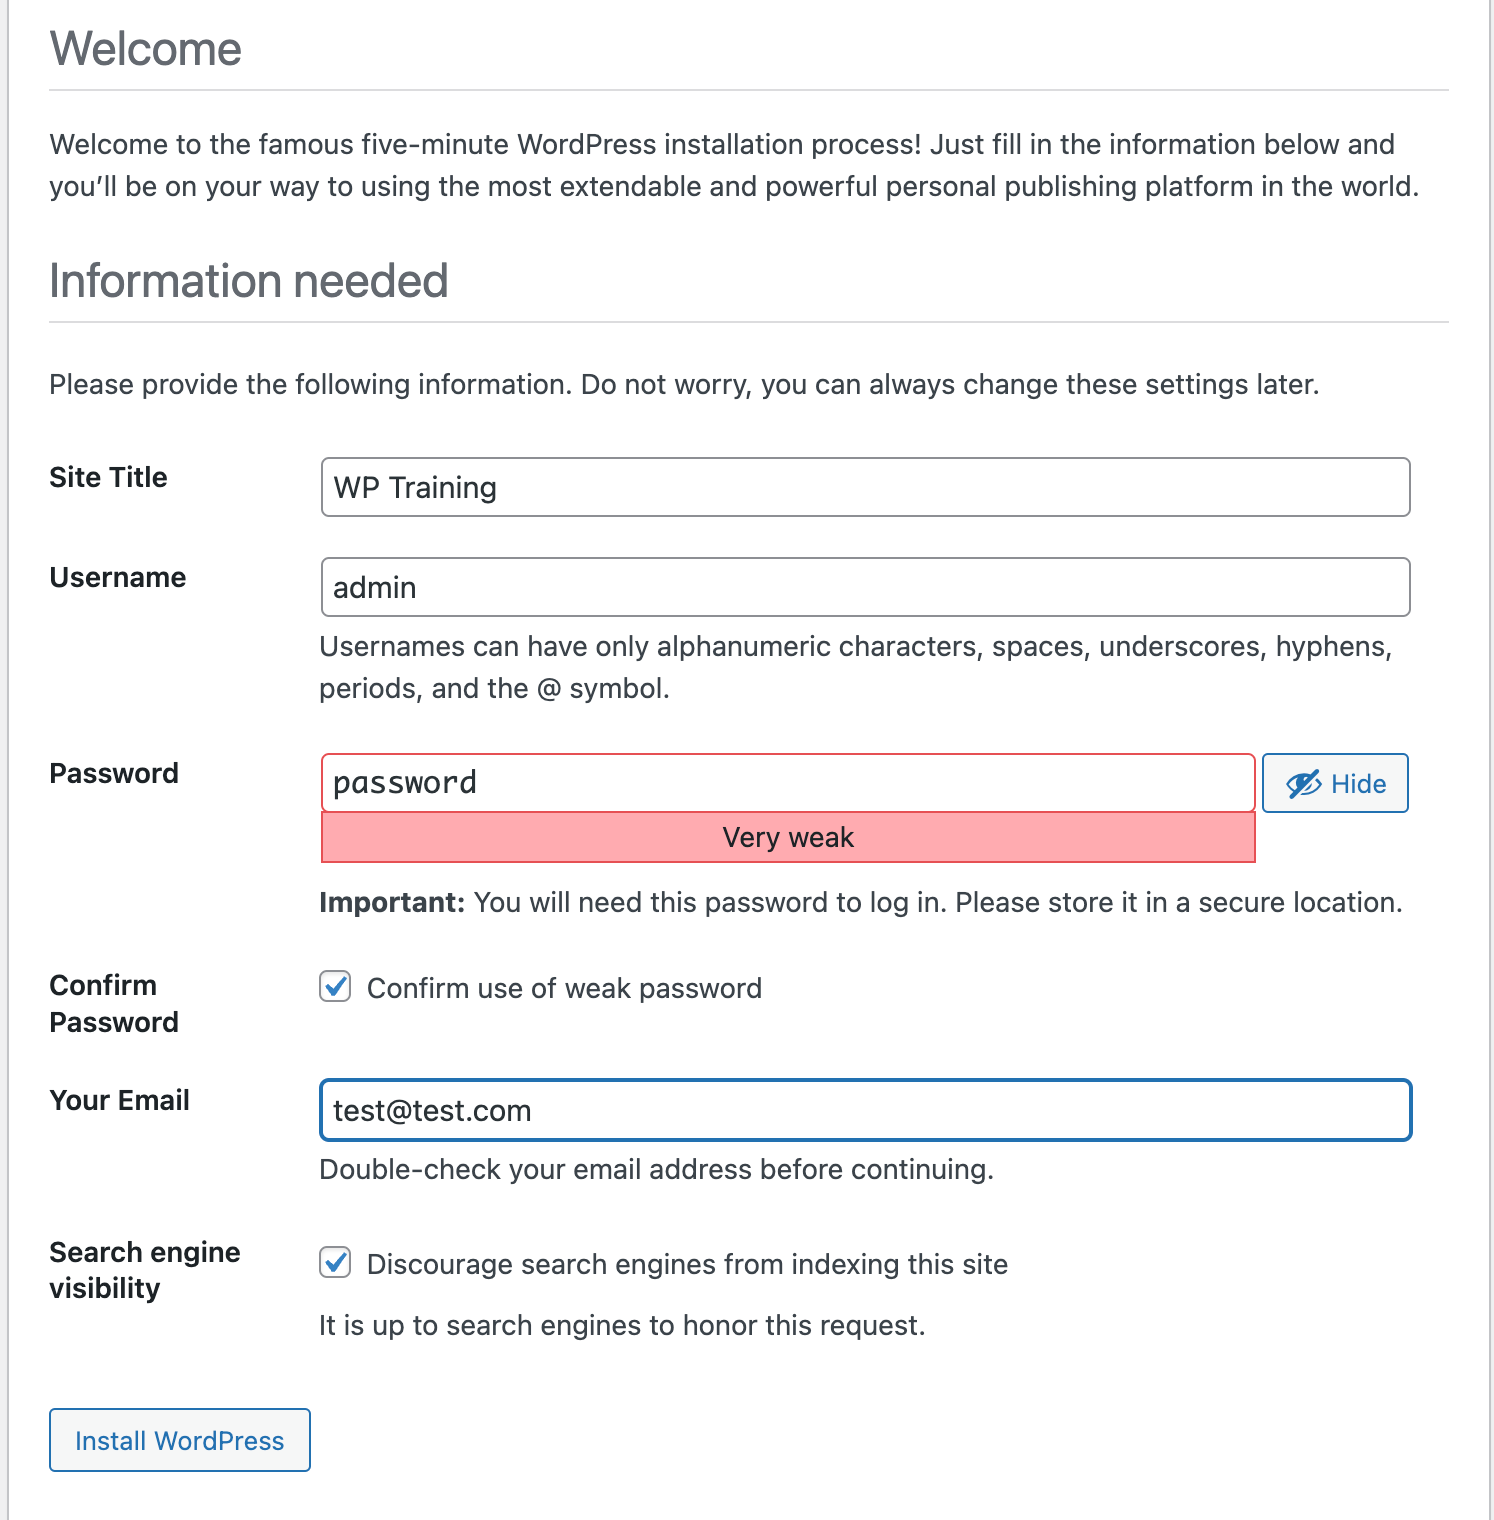 Welcome
Welcome to the famous five-minute WordPress installation process! Just fill in the information below and
you’ll be on your way to using the most extendable and powerful personal publishing platform in the world.
Information needed
Please provide the following information. Do not worry, you can always change these settings later.
Site Title
WP Training
Username
admin
Usernames can have only alphanumeric characters, spaces, underscores, hyphens,
periods, and the @ symbol.
Password
password
Hide
Very weak
Important: You will need this password to log in. Please store it in a secure location.
Confirm
Password
Confirm use of weak password
Your Email
test@test.com
Double-check your email address before continuing.
Search engine
visibility
Discourage search engines from indexing this site
It is up to search engines to honor this request.
Install WordPress